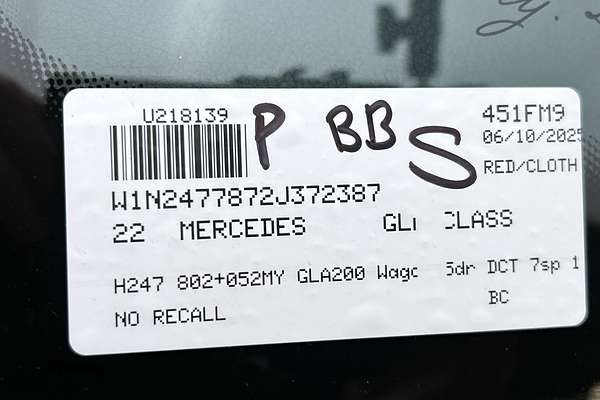 U218139 P BB S 451FM9
06/10/2025
RED/CLOTH
W1N2477872J372387
22 MERCEDES CLASS
H247 802+052MY GLA200 5dr DCT 7sp 1
NO RECALL BC